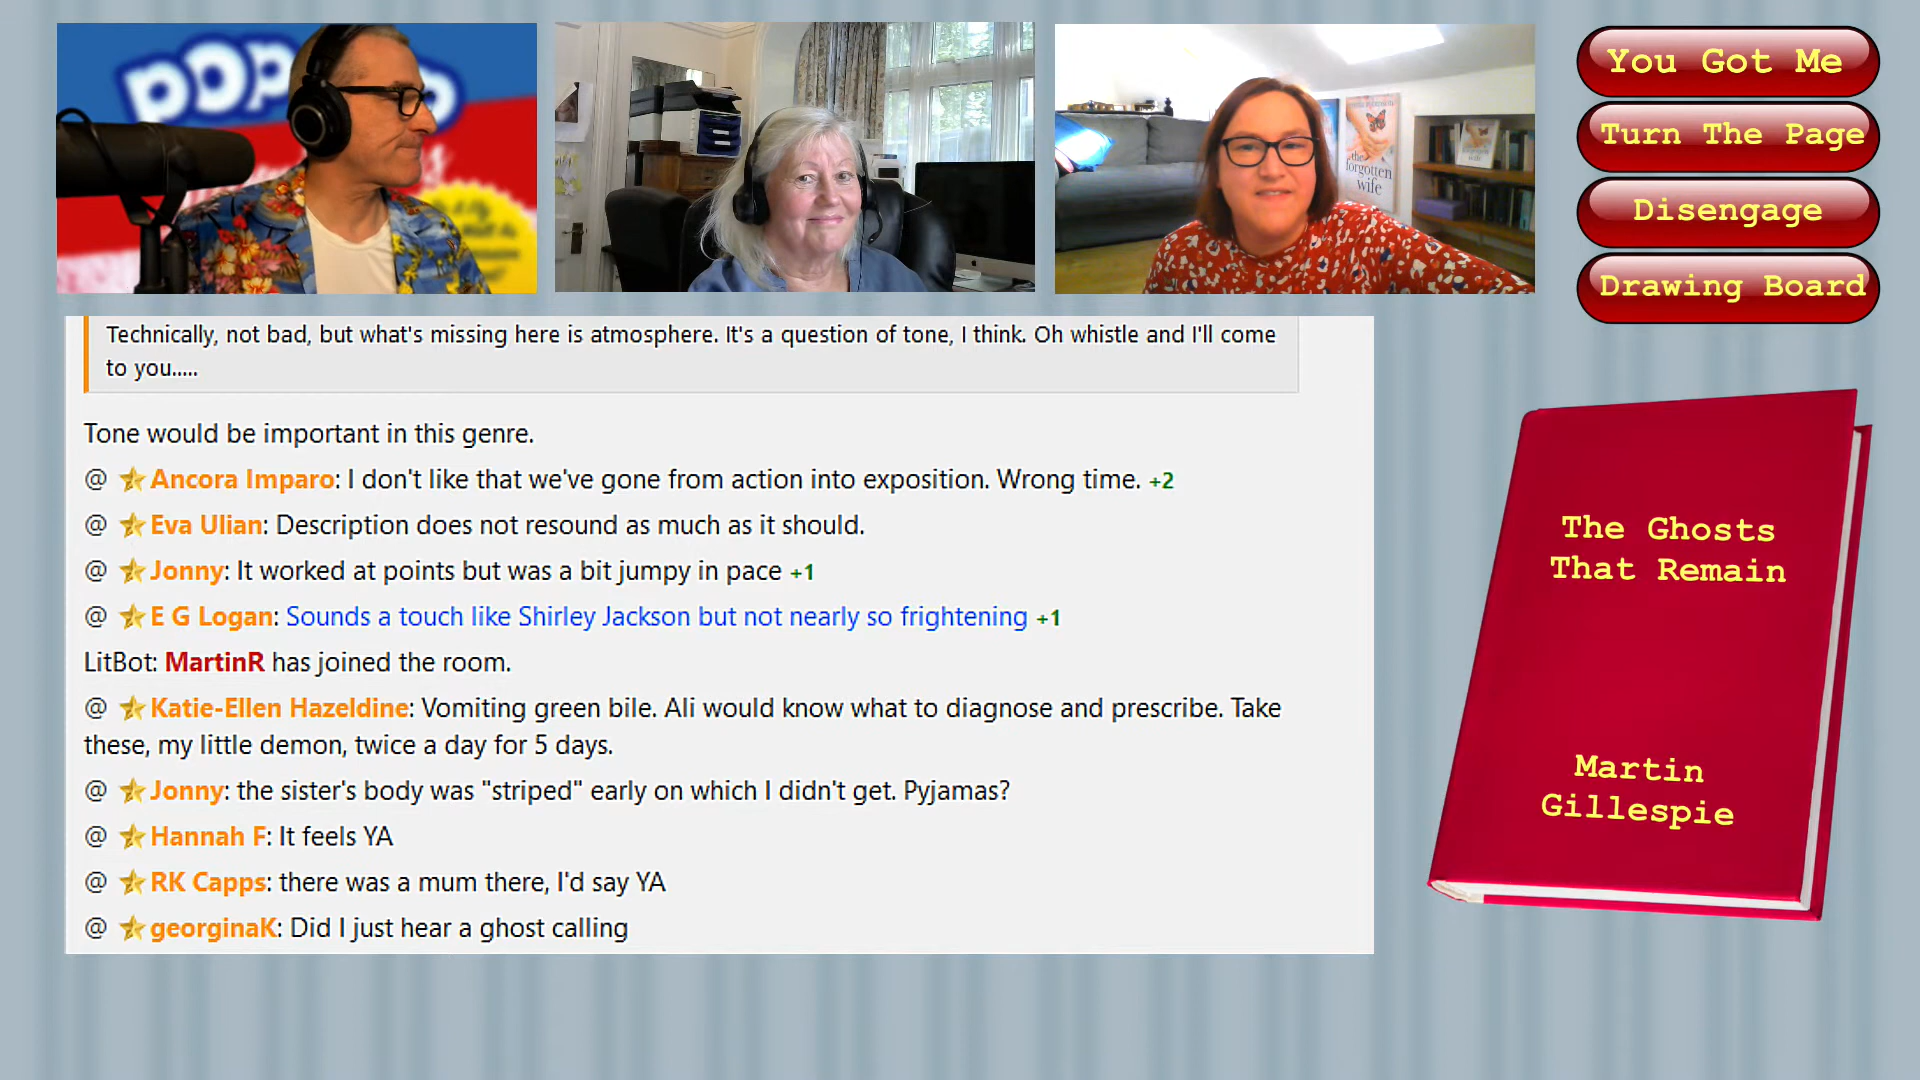 POP
You Got Me
Turn The Page
the
forgotten
wife
Disengage
Drawing Board
Technically, not bad, but what's missing here is atmosphere. It's a question of tone, I think. Oh whistle and I'll come
to you.....
Tone would be important in this genre.
@ Ancora Imparo: I don't like that we've gone from action into exposition. Wrong time. +2
@ Eva Ulian: Description does not resound as much as it should.
@ Jonny: It worked at points but was a bit jumpy in pace +1
@ E G Logan: Sounds a touch like Shirley Jackson but not nearly so frightening +1
LitBot: MartinR has joined the room.
@ Katie-Ellen Hazeldine: Vomiting green bile. Ali would know what to diagnose and prescribe. Take
these, my little demon, twice a day for 5 days.
@ Jonny: the sister's body was "striped" early on which I didn't get. Pyjamas?
@ Hannah F: It feels YA
@ RK Capps: there was a mum there, I'd say YA
@ georginaK: Did I just hear a ghost calling
The Ghosts
That Remain
Martin
Gillespie